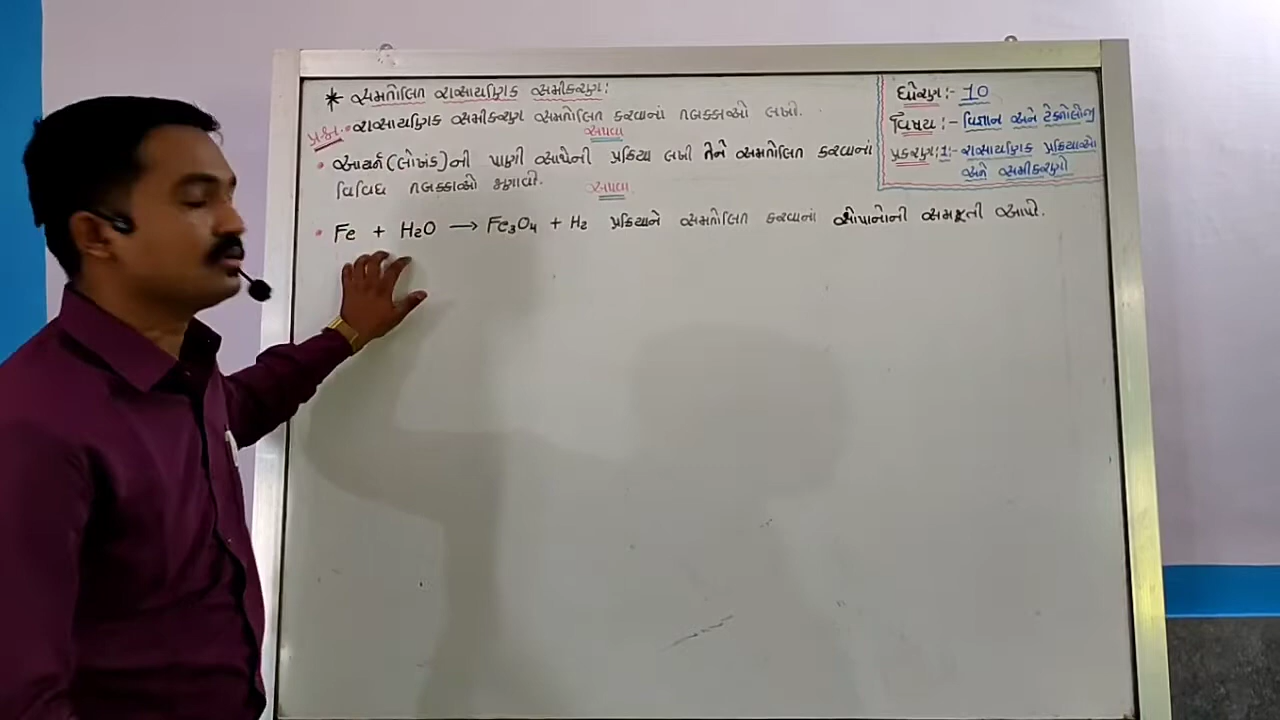 * સમતોલિત રાસાયણિક સમીકરણ:
પ્રશ્ન:- રાસાયણિક સમીકરણ સમતોલિત કરવાનાં તબક્કાઓ લખો.
અથવા
• આયર્ન (લોખંડ)ની પાણી સાથેની પ્રક્રિયા લખી તેને સમતોલિત કરવાનાં
વિવિધ તબક્કાઓ જણાવો.
અથવા
• Fe + H₂O → Fe₃O₄ + H₂ પ્રક્રિયાને સમતોલિત કરવાનાં સોપાનોની સમજૂતી આપો.
ધોરણ:- 10
વિષય:- વિજ્ઞાન અને ટેકનોલોજી
પ્રકરણ:1:- રાસાયણિક પ્રક્રિયાઓ
અને સમીકરણો